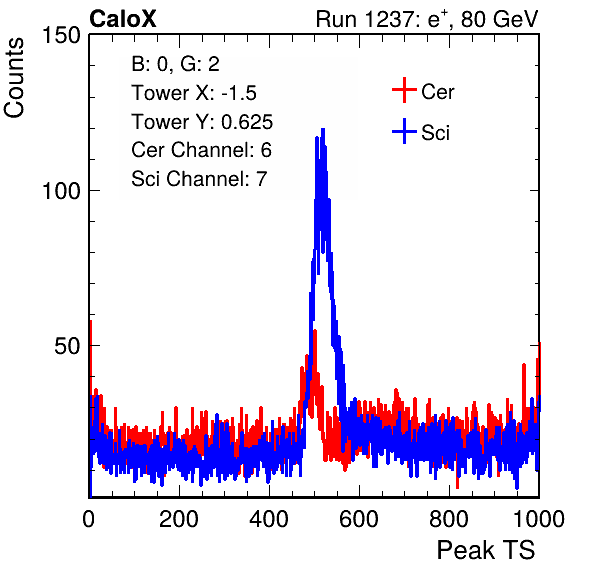 CaloX Run 1237: e+, 80 GeV
Counts
150
100
50
B: 0, G: 2
Tower X: -1.5
Tower Y: 0.625
Cer Channel: 6
Sci Channel: 7
Cer
Sci
0 200 400 600 800 1000
Peak TS